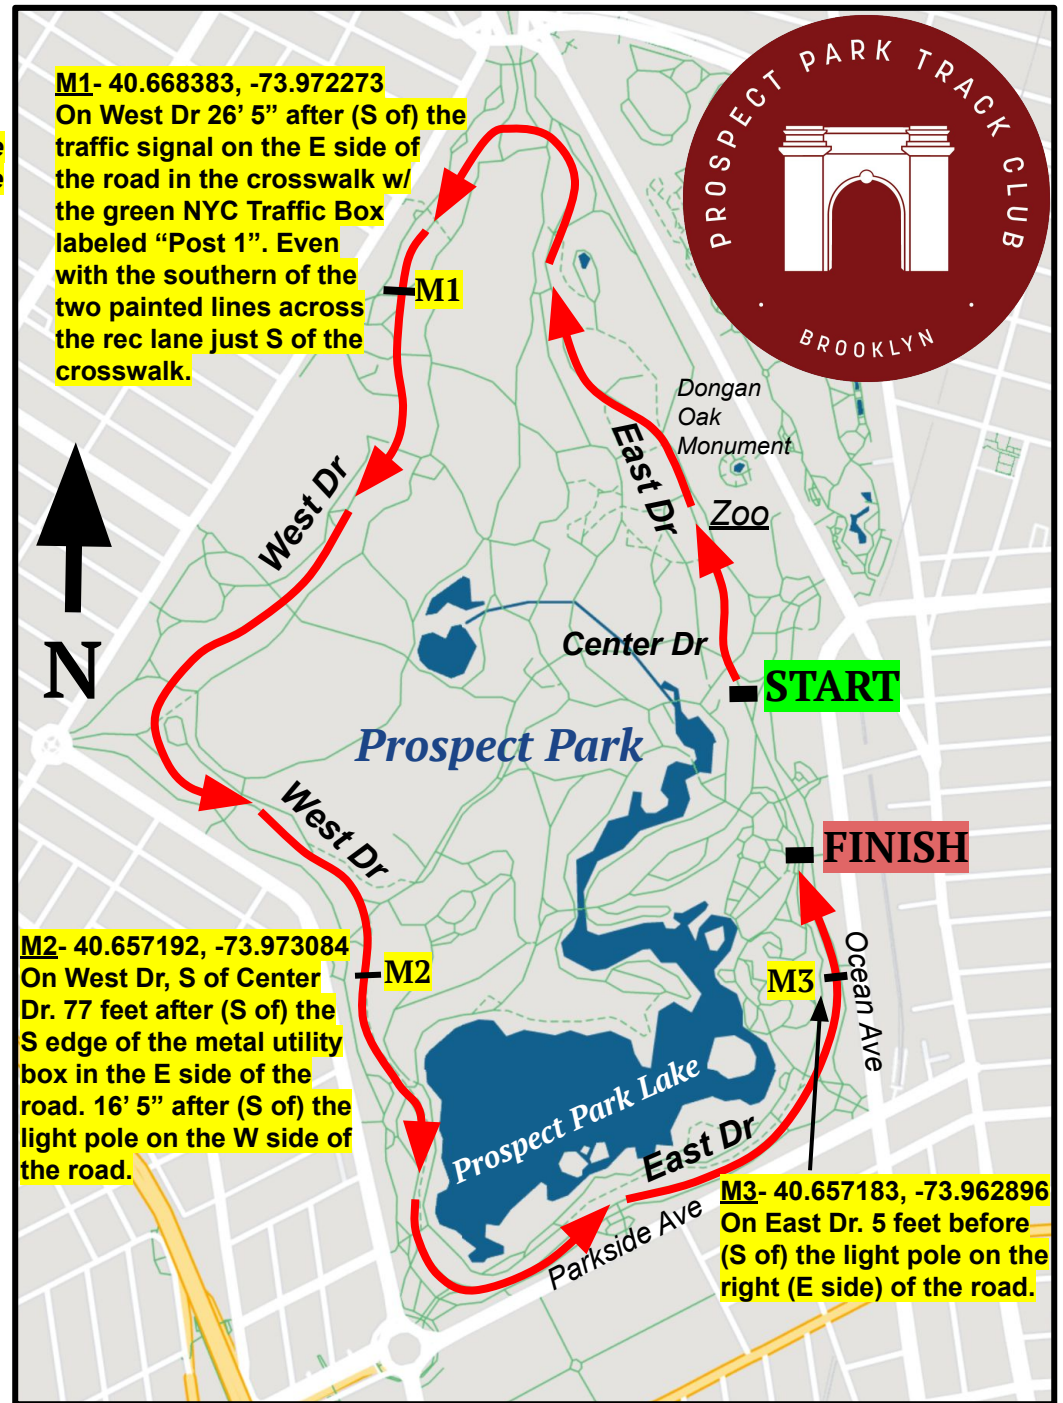 M1- 40.668383, -73.972273
On West Dr 26’ 5” after (S of) the
traffic signal on the E side of
the road in the crosswalk w/
the green NYC Traffic Box
labeled “Post 1”. Even
with the southern of the
two painted lines across
the rec lane just S of the
crosswalk.
PROSPECT PARK TRACK CLUB
· BROOKLYN ·
e
e
M1
Dongan
Oak
Monument
East Dr
Zoo
West Dr
N
Center Dr
START
Prospect Park
West Dr
FINISH
M2- 40.657192, -73.973084
On West Dr, S of Center
Dr. 77 feet after (S of) the
S edge of the metal utility
box in the E side of the
road. 16’ 5” after (S of) the
light pole on the W side of
the road.
M2
M3
Ocean Ave
Prospect Park Lake
East Dr
Parkside Ave
M3- 40.657183, -73.962896
On East Dr. 5 feet before
(S of) the light pole on the
right (E side) of the road.